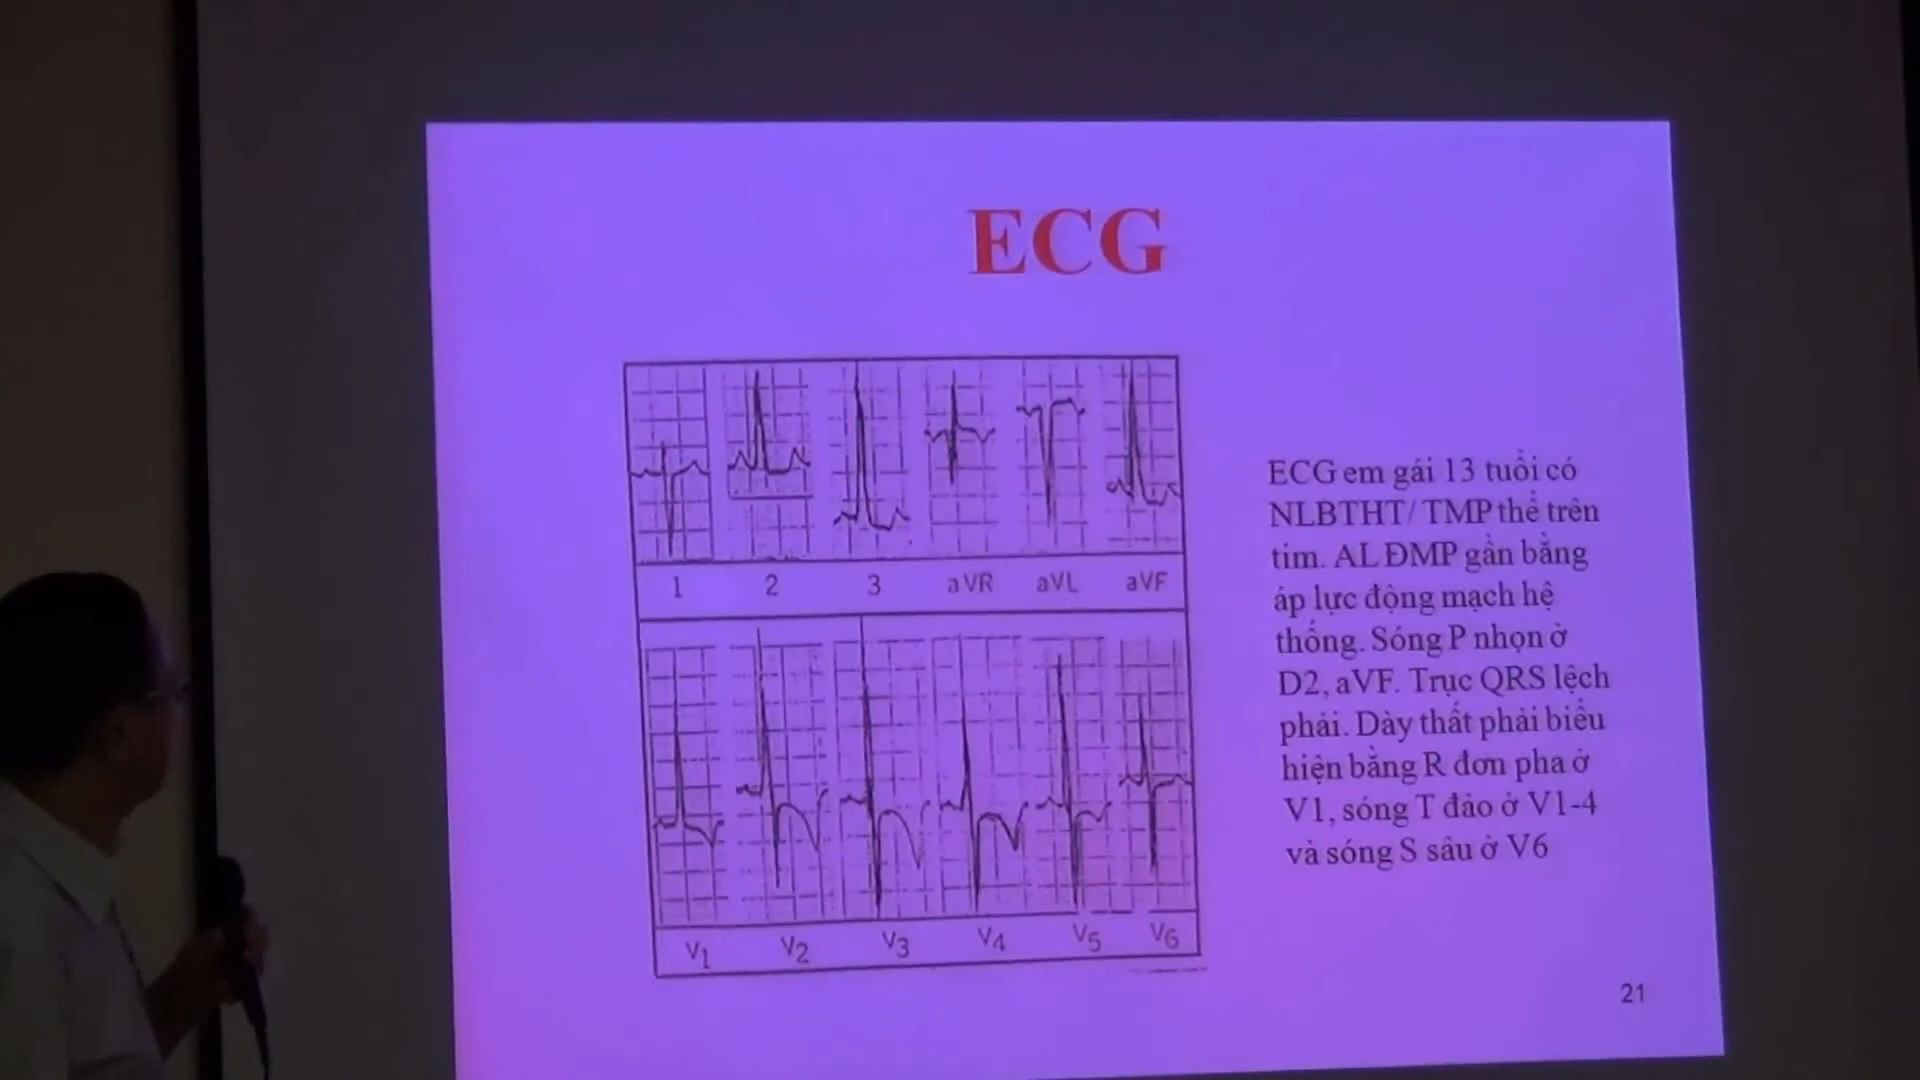 ECG
1 2 3 aVR aVL aVF
V1 V2 V3 V4 V5 V6
ECG em gái 13 tuổi có
NLBTHT/ TMP thể trên
tim. AL ĐMP gần bằng
áp lực động mạch hệ
thống. Sóng P nhọn ở
D2, aVF. Trục QRS lệch
phải. Dày thất phải biểu
hiện bằng R đơn pha ở
V1, sóng T đảo ở V1-4
và sóng S sâu ở V6
21